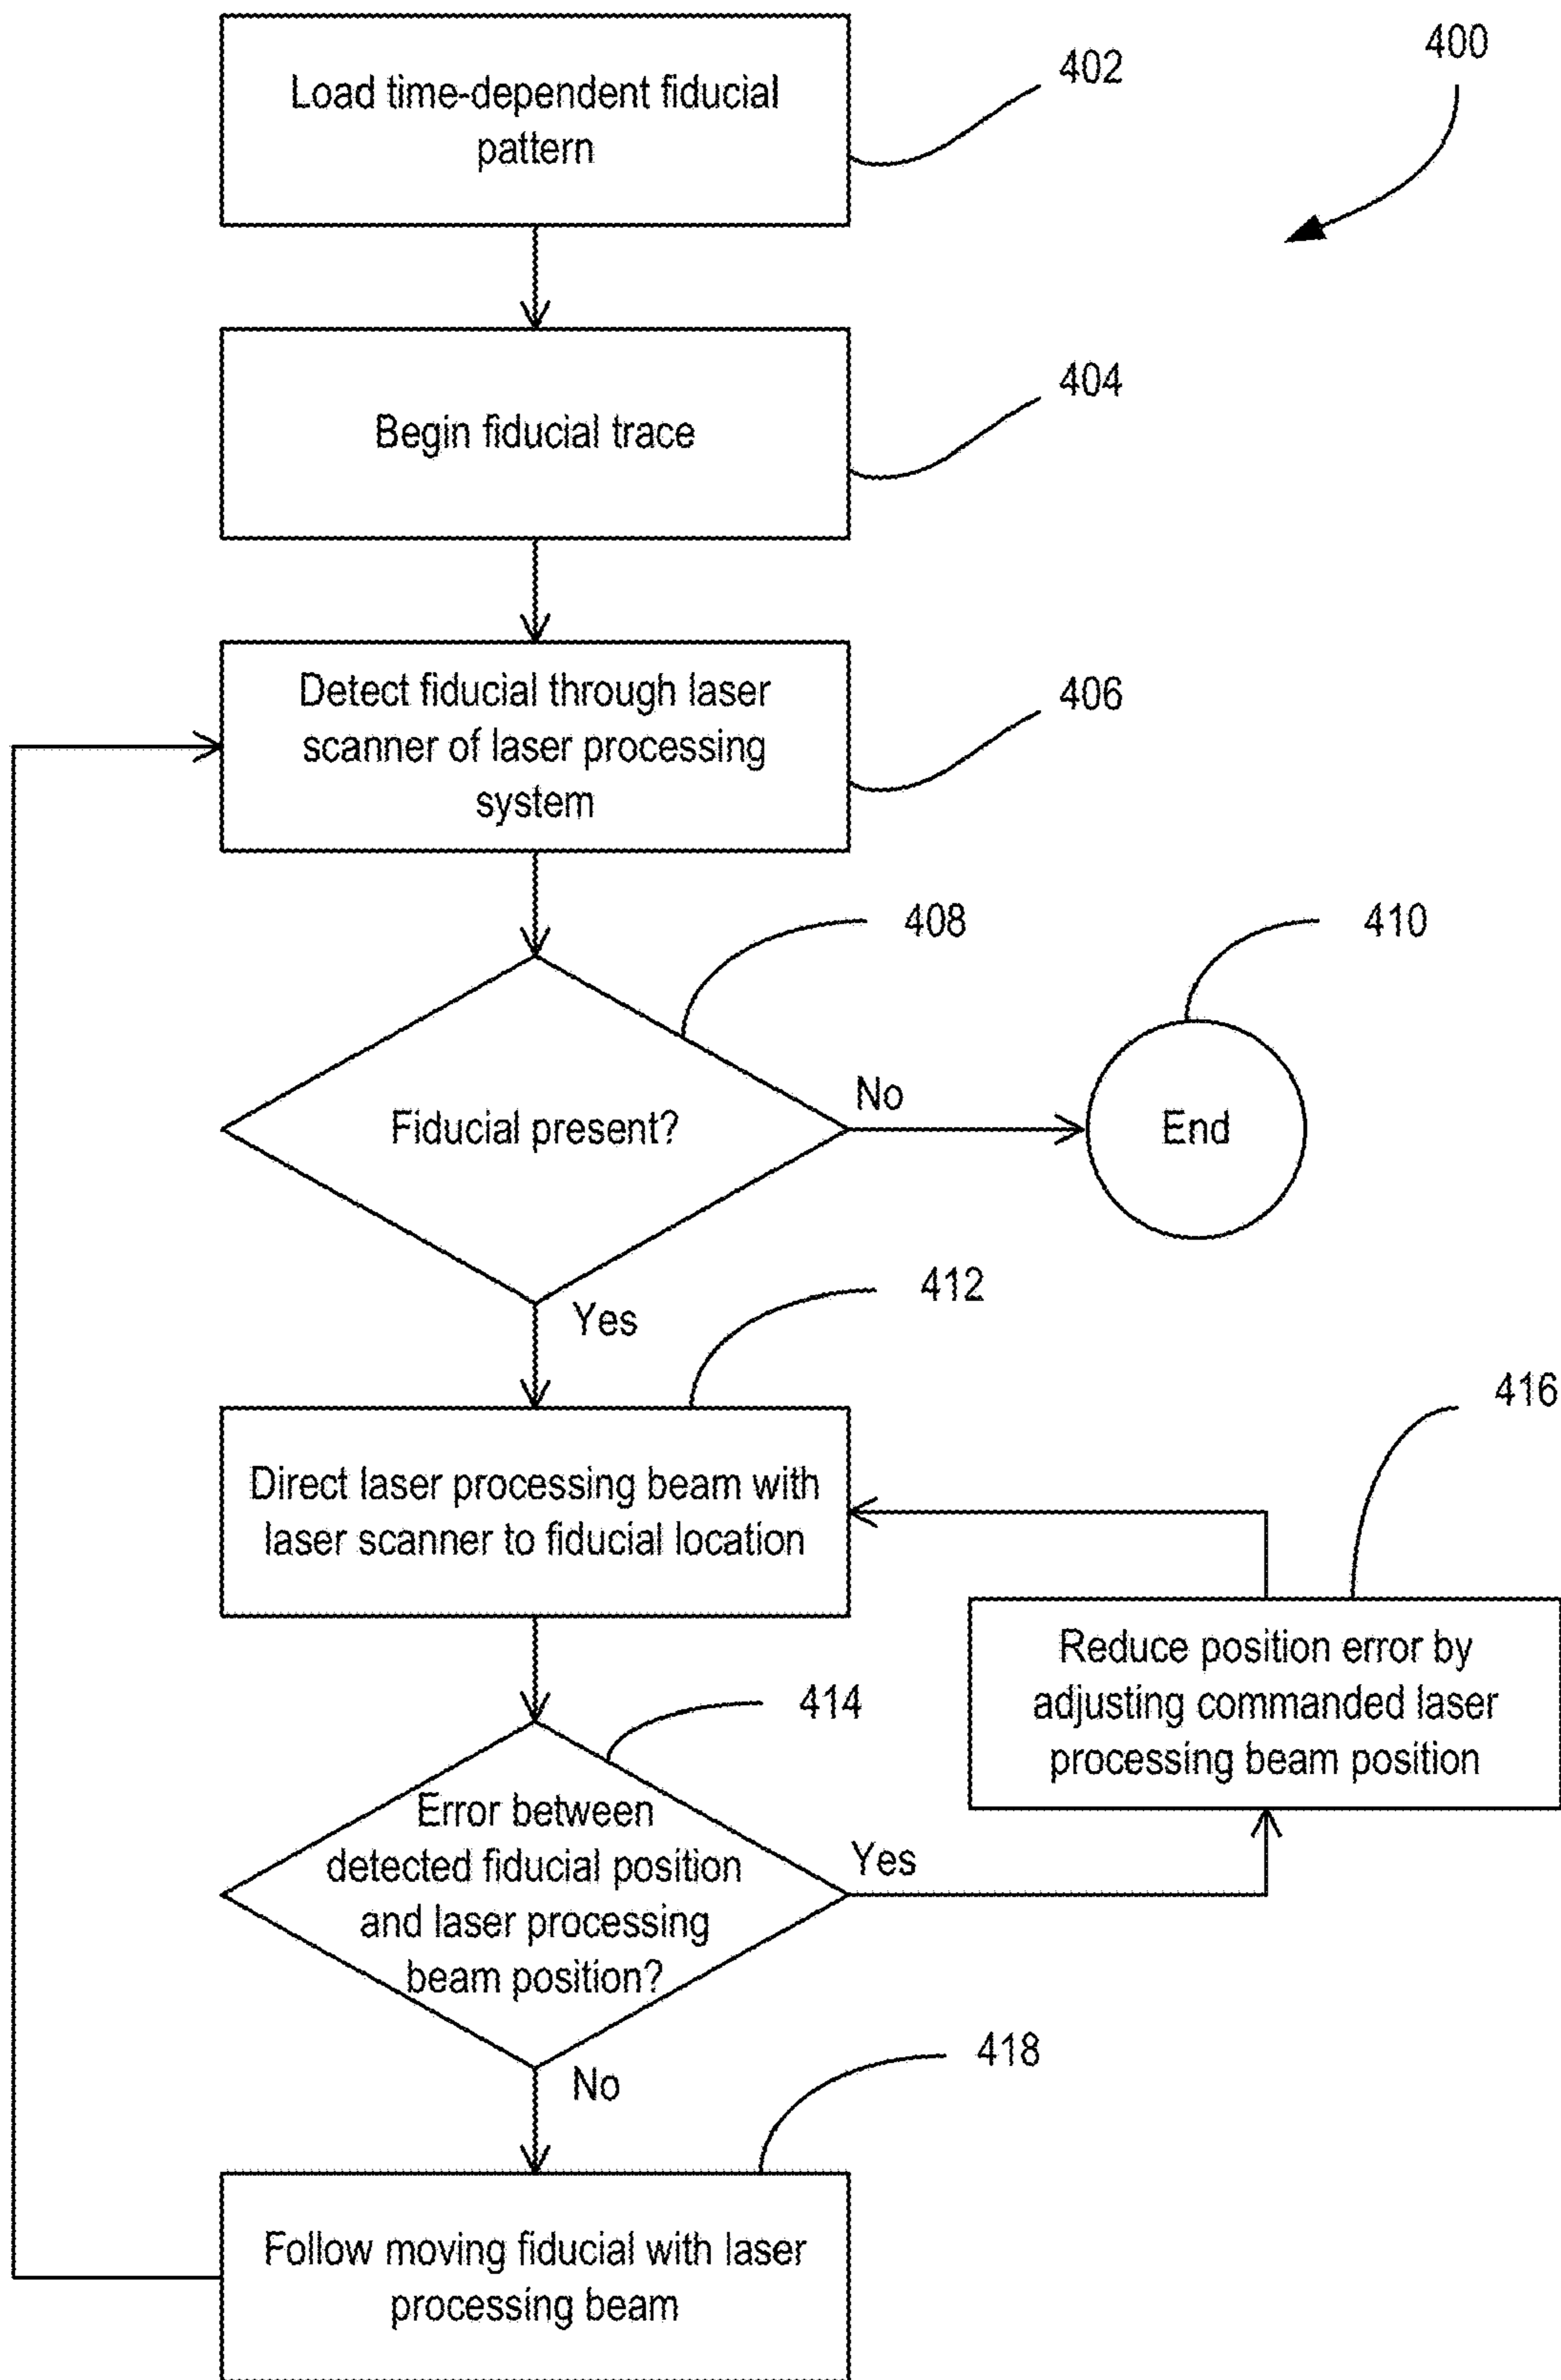 400
Load time-dependent fiducial
pattern
402
Begin fiducial trace
404
Detect fiducial through laser
scanner of laser processing
system
406
408
410
Fiducial present?
No
End
Yes
412
Direct laser processing beam with
laser scanner to fiducial location
416
Reduce position error by
adjusting commanded laser
processing beam position
414
Error between
detected fiducial position
and laser processing
beam position?
Yes
No
418
Follow moving fiducial with laser
processing beam